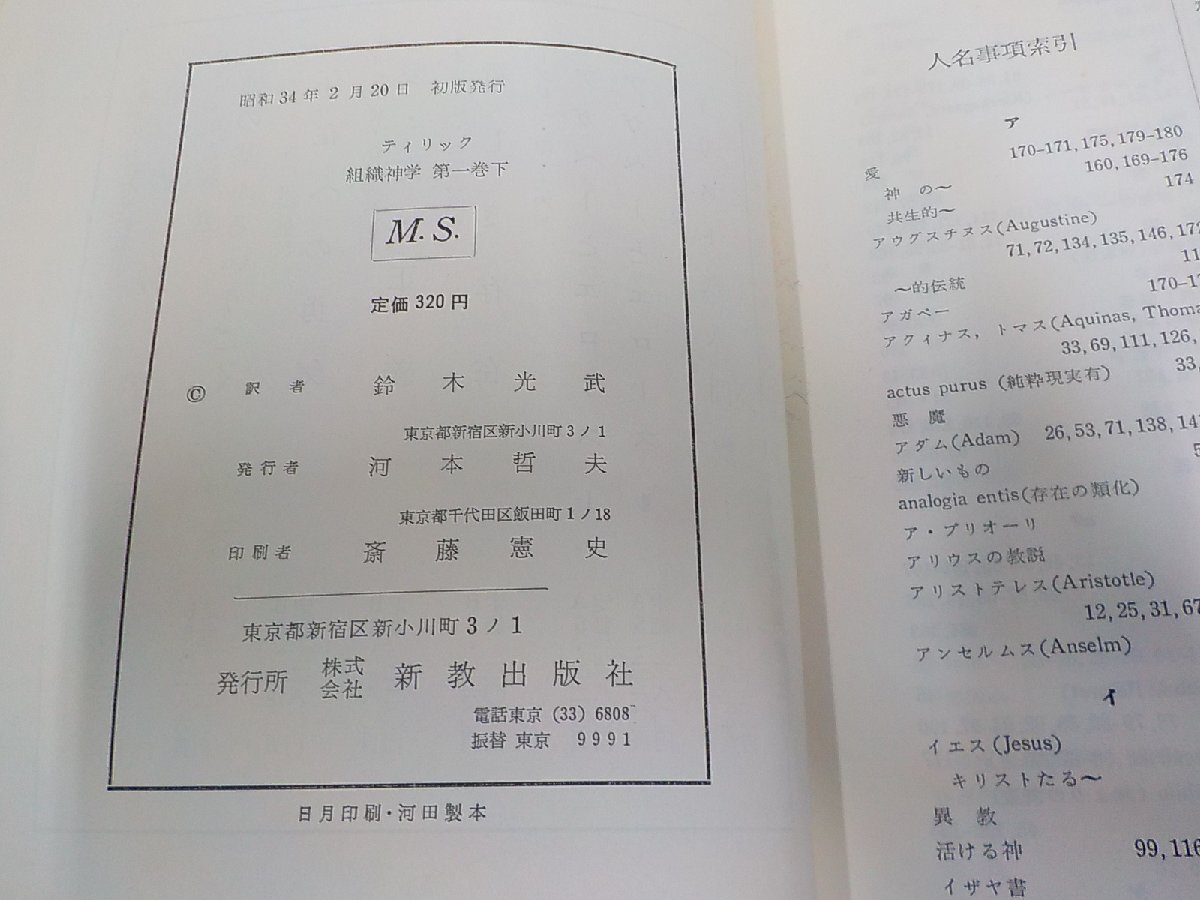 昭和34年2月20日 初版発行
ティリック
組織神学 第一巻下
M. S.
定価 320 円
© 訳者 鈴木光武
東京都新宿区新小川町3ノ1
発行者 河本哲夫
東京都千代田区飯田町1ノ18
印刷者 斎藤憲史
東京都新宿区新小川町3ノ1
発行所 株式会社 新教出版社
電話東京 (33) 6808
振替 東京 9991
日月印刷・河田製本
人名事項索引
ア
愛 170-171, 175, 179-180
神の〜 160, 169-176
共生的〜 174
アウグスチヌス(Augustine)
71, 72, 134, 135, 146,
〜的伝統
アガペー
アクィナス, トマス(Aquinas,
33, 69, 111, 126,
actus purus (純粋現実有) 33,
悪魔
アダム(Adam) 26, 53, 71, 138,
新しいもの
analogia entis(存在の類化)
ア・プリオーリ
アリウスの教説
アリストテレス(Aristotle)
12, 25, 31, 67
アンセルムス(Anselm)
イ
イエス(Jesus)
キリストたる〜
異教
活ける神 99, 116
イザヤ書